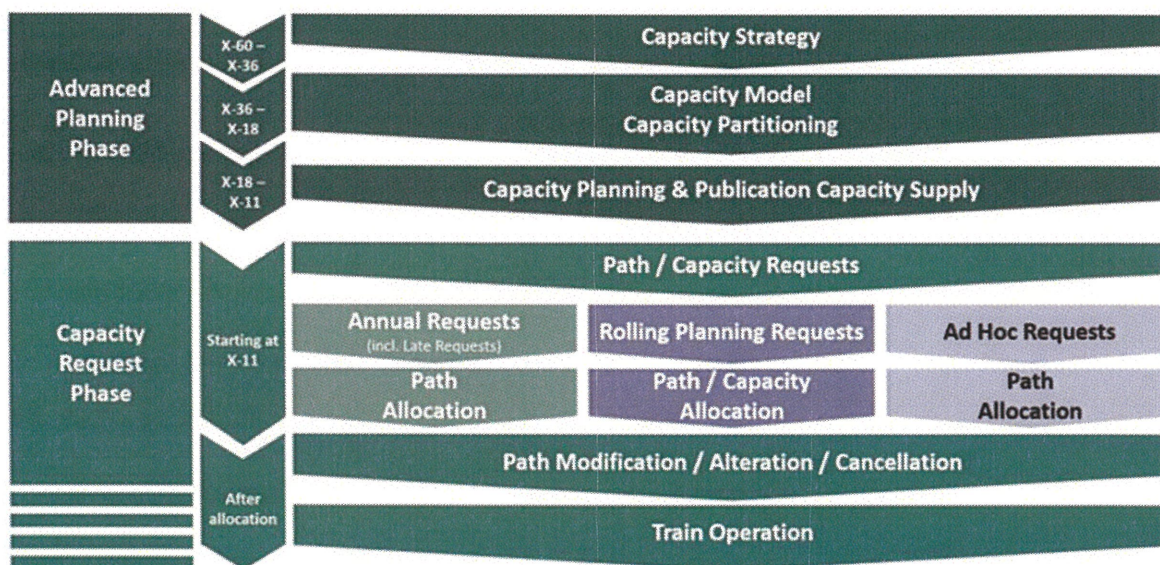 Advanced
Planning
Phase
X-60 –
X-36
Capacity Strategy
X-36 –
X-18
Capacity Model
Capacity Partitioning
X-18 –
X-11
Capacity Planning & Publication Capacity Supply
Capacity
Request
Phase
Starting at
X-11
Path / Capacity Requests
Annual Requests
(incl. Late Requests)
Rolling Planning Requests
Ad Hoc Requests
Path
Allocation
Path / Capacity
Allocation
Path
Allocation
After
allocation
Path Modification / Alteration / Cancellation
Train Operation